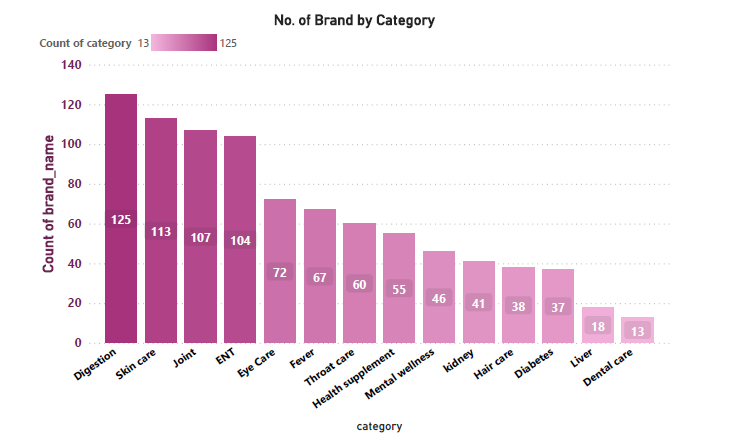 No. of Brand by Category
Count of category 13 125
Count of brand_name
140
120
100
80
60
40
20
0
125
113
107
104
72
67
60
55
46
41
38
37
18
13
Digestion
Skin care
Joint
ENT
Eye Care
Fever
Throat care
Health supplement
Mental wellness
kidney
Hair care
Diabetes
Liver
Dental care
category